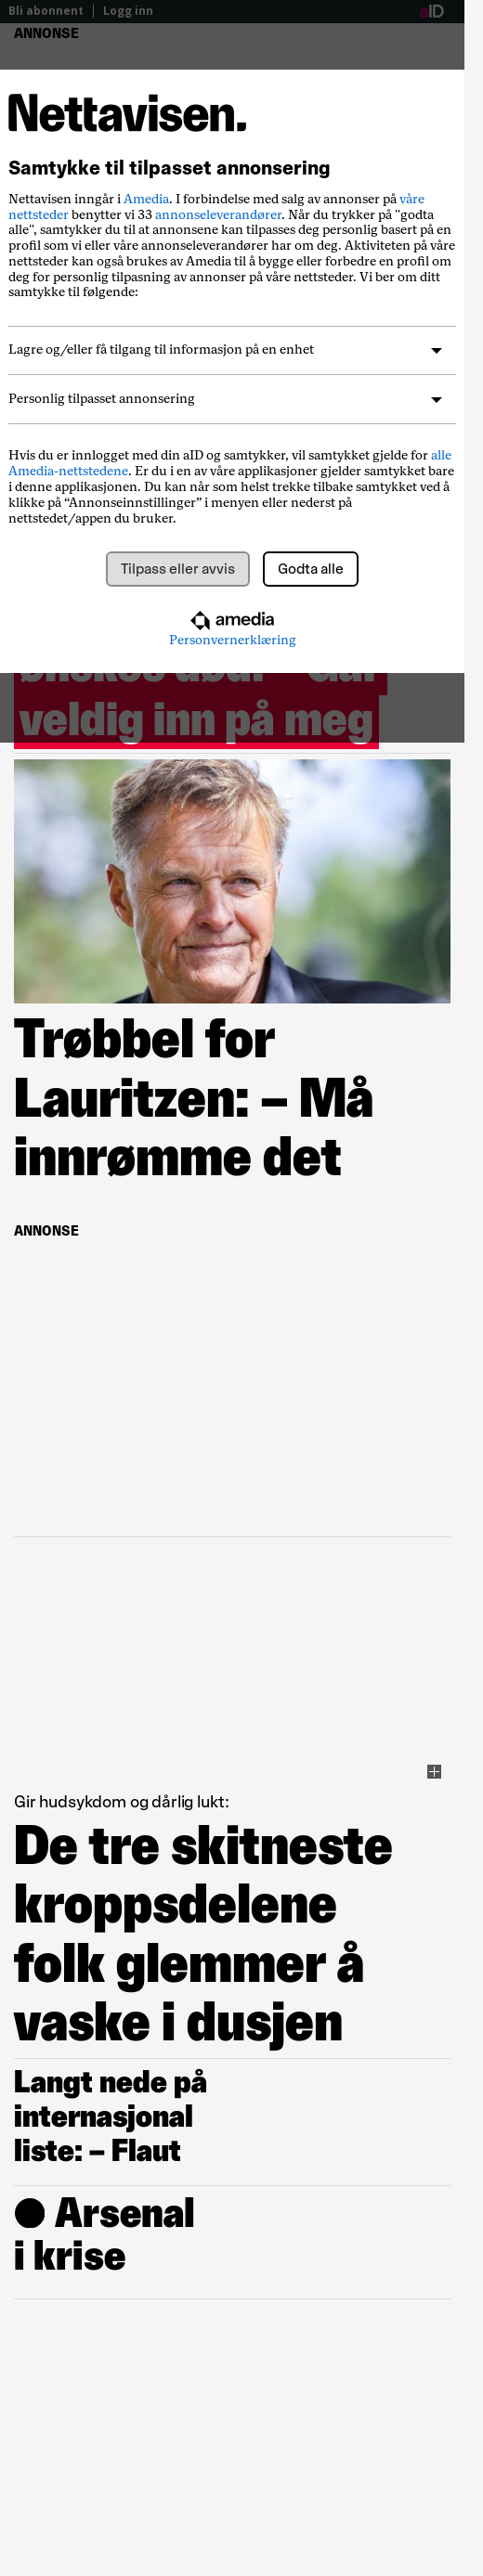 Bli abonnent | Logg inn
aID
ANNONSE
Nettavisen.
Samtykke til tilpasset annonsering
Nettavisen inngår i Amedia. I forbindelse med salg av annonser på våre
nettsteder benytter vi 33 annonseleverandører. Når du trykker på "godta
alle", samtykker du til at annonsene kan tilpasses deg personlig basert på en
profil som vi eller våre annonseleverandører har om deg. Aktiviteten på våre
nettsteder kan også brukes av Amedia til å bygge eller forbedre en profil om
deg for personlig tilpasning av annonser på våre nettsteder. Vi ber om ditt
samtykke til følgende:
Lagre og/eller få tilgang til informasjon på en enhet
Personlig tilpasset annonsering
Hvis du er innlogget med din aID og samtykker, vil samtykket gjelde for alle
Amedia-nettstedene. Er du i en av våre applikasjoner gjelder samtykket bare
i denne applikasjonen. Du kan når som helst trekke tilbake samtykket ved å
klikke på “Annonseinnstillinger” i menyen eller nederst på
nettstedet/appen du bruker.
Tilpass eller avvis
Godta alle
amedia
Personvernerklæring
veldig inn på meg
Trøbbel for
Lauritzen: – Må
innrømme det
ANNONSE
Gir hudsykdom og dårlig lukt:
De tre skitneste
kroppsdelene
folk glemmer å
vaske i dusjen
Langt nede på
internasjonal
liste: – Flaut
● Arsenal
i krise